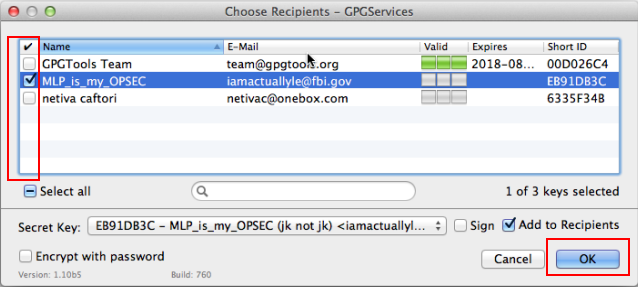 Choose Recipients – GPGServices
✔ Name E-Mail Valid Expires Short ID
GPGTools Team team@gpgtools.org 2018-08... 00D026C4
MLP_is_my_OPSEC iamactuallyle@fbi.gov EB91DB3C
netiva caftori netivac@onebox.com 6335F34B
Select all 1 of 3 keys selected
Secret Key: EB91DB3C – MLP_is_my_OPSEC (jk not jk) <iamactuallyl... Sign Add to Recipients
Encrypt with password Cancel OK
Version: 1.10b5 Build: 760